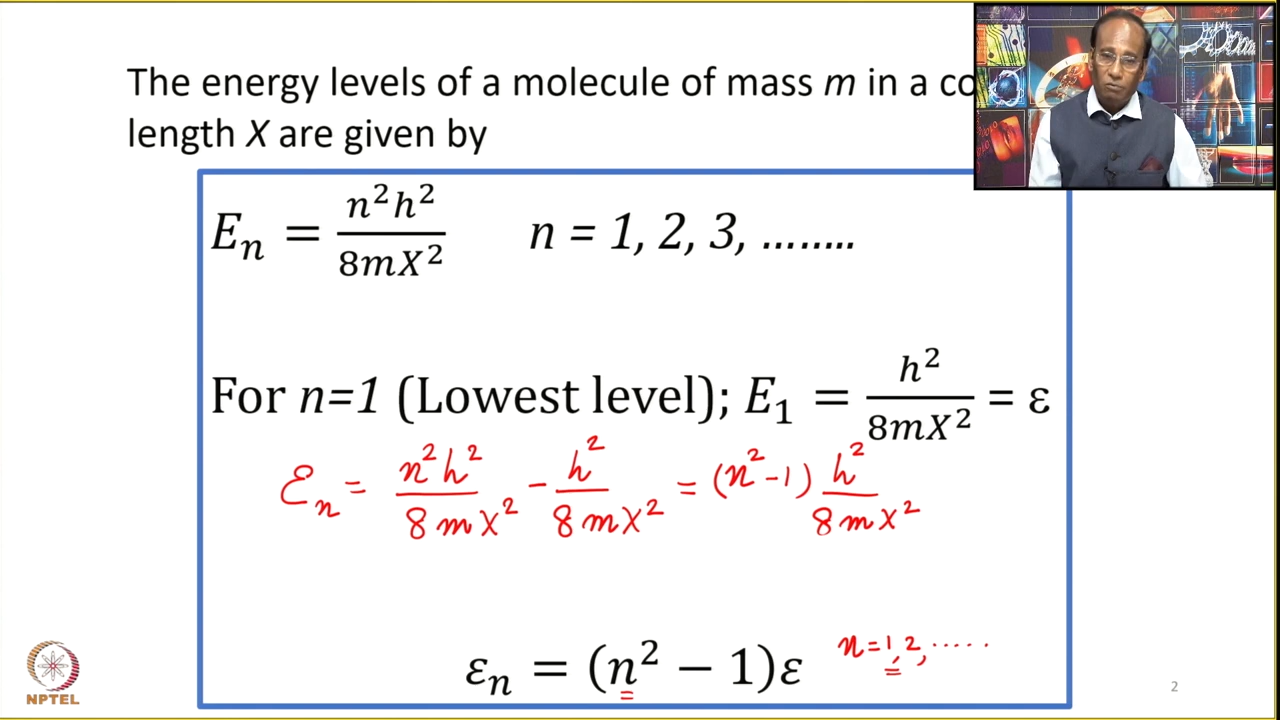 The energy levels of a molecule of mass m in a co
length X are given by
Eₙ = n²h² / 8mX²    n = 1, 2, 3, ........
For n=1 (Lowest level); E₁ = h² / 8mX² = ε
Ɛₙ = n²h² / 8mX² - h² / 8mX² = (n² - 1) h² / 8mX²
εₙ = (n² − 1)ε    n = 1, 2, .....
NPTEL
2